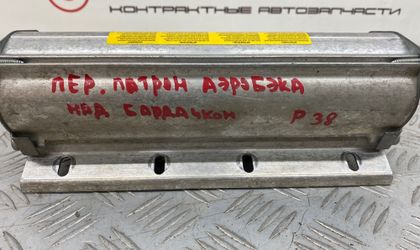 КОНТРАКТНЫЕ АВТОЗАПЧАСТИ
ПЕР. ПАТРОН АЭРОБЭКА
НАД БАРДАЧКОМ P38